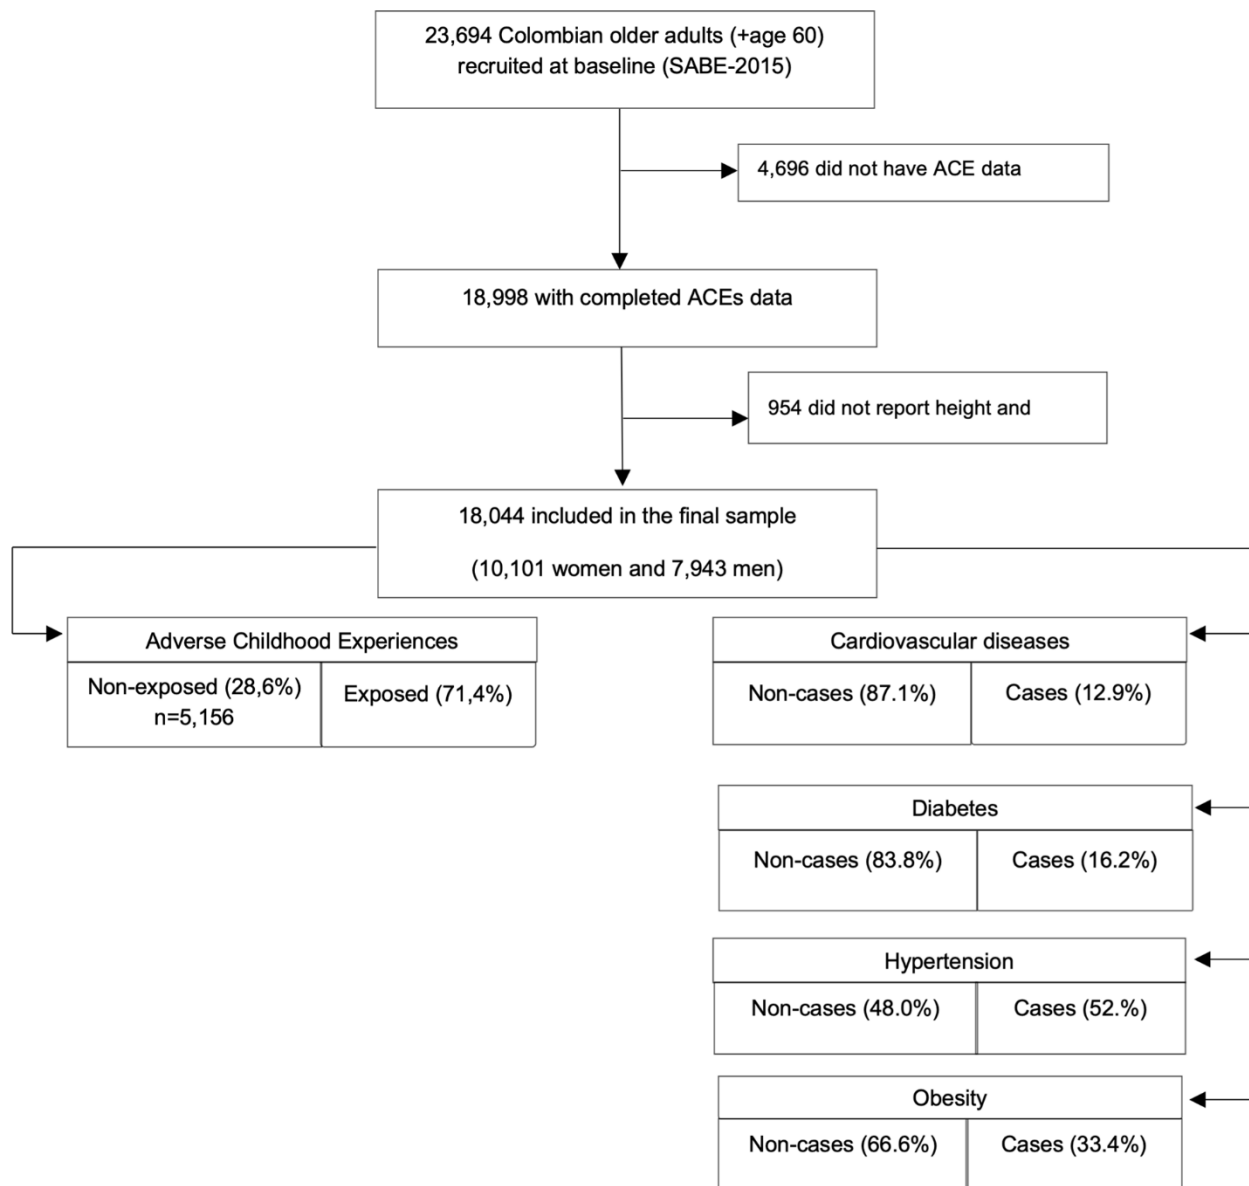 23,694 Colombian older adults (+age 60)
recruited at baseline (SABE-2015)
4,696 did not have ACE data
18,998 with completed ACEs data
954 did not report height and
18,044 included in the final sample
(10,101 women and 7,943 men)
Adverse Childhood Experiences
Non-exposed (28,6%)
n=5,156
Exposed (71,4%)
Cardiovascular diseases
Non-cases (87.1%)
Cases (12.9%)
Diabetes
Non-cases (83.8%)
Cases (16.2%)
Hypertension
Non-cases (48.0%)
Cases (52.%)
Obesity
Non-cases (66.6%)
Cases (33.4%)